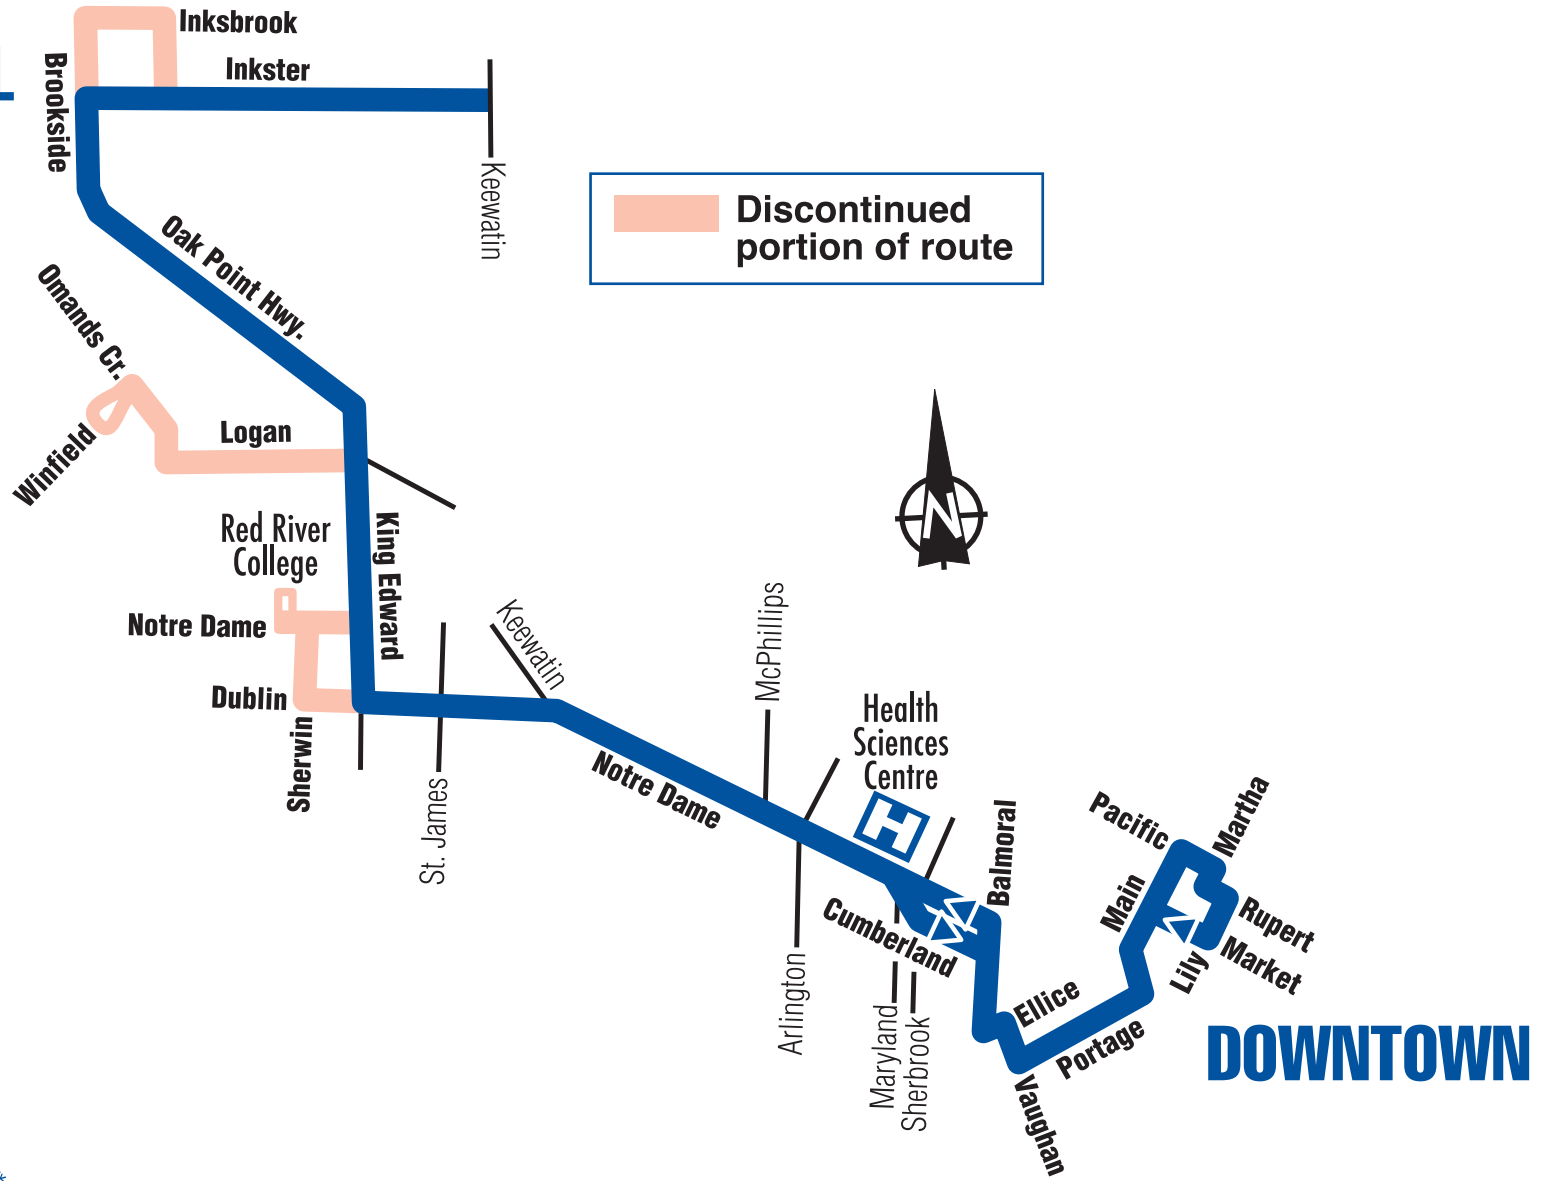 Inksbrook
Inkster
Brookside
Keewatin
Discontinued
portion of route
Oak Point Hwy.
Omands Cr.
Winfield
Logan
Red River
College
King Edward
Notre Dame
Dublin
Sherwin
St. James
Keewatin
Notre Dame
McPhillips
Arlington
Health
Sciences
Centre
H
N
Cumberland
Maryland
Sherbrook
Balmoral
Ellice
Vaughan
Portage
Main
Pacific
Martha
Rupert
Market
Lily
DOWNTOWN
*